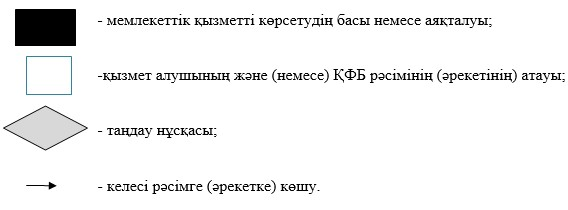 - мемлекеттік қызметті көрсетудің басы немесе аяқталуы;
-қызмет алушының және (немесе) ҚФБ рәсімінің (әрекетінің) атауы;
- таңдау нұсқасы;
- келесі рәсімге (әрекетке) көшу.